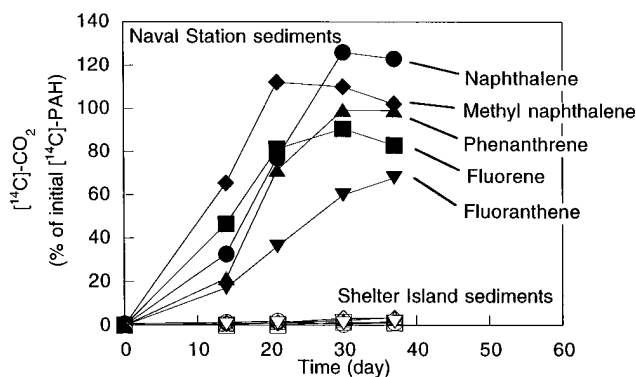 [¹⁴C]-CO₂
(% of initial [¹⁴C]-PAH)
140
120
100
80
60
40
20
0
Naval Station sediments
Naphthalene
Methyl naphthalene
Phenanthrene
Fluorene
Fluoranthene
Shelter Island sediments
0 10 20 30 40 50 60
Time (day)